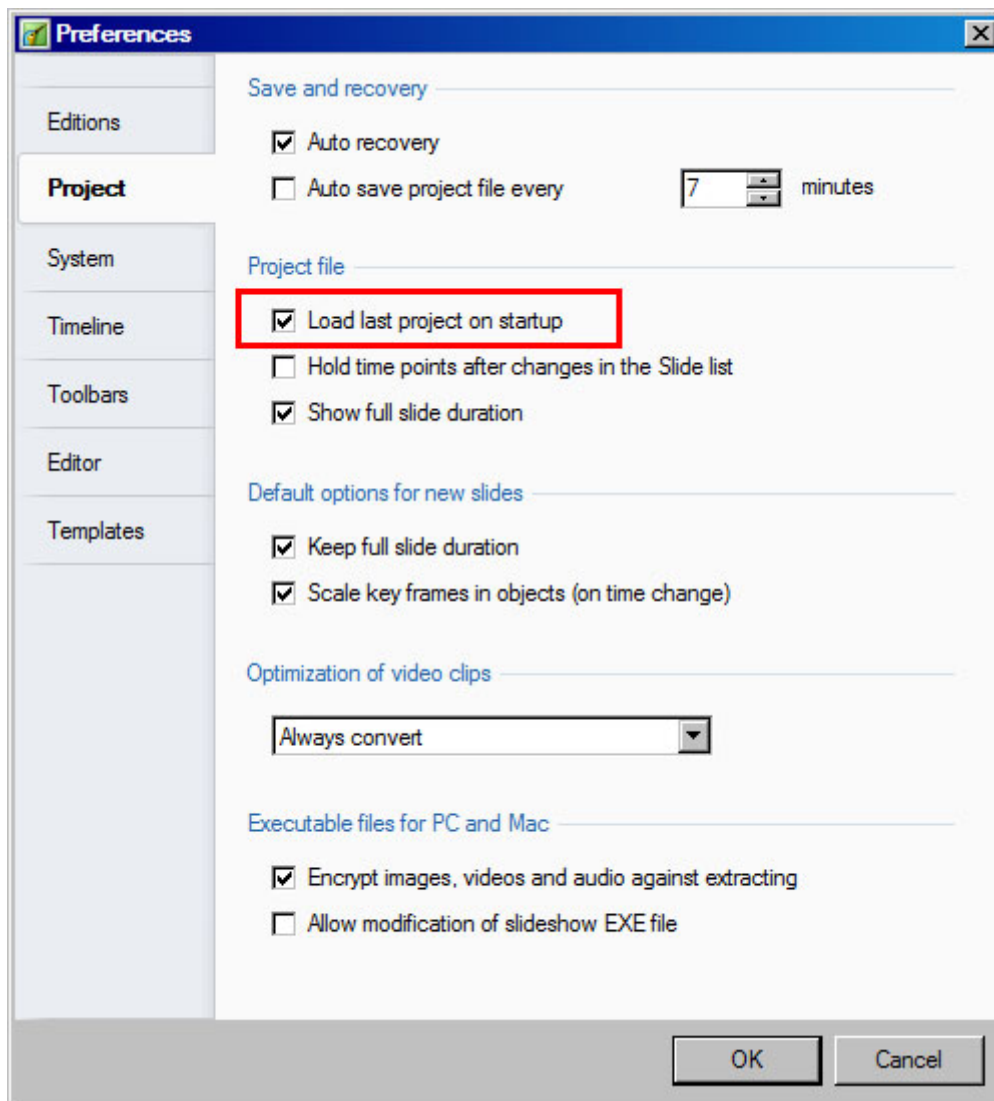 Preferences
Editions
Project
System
Timeline
Toolbars
Editor
Templates
Save and recovery
Auto recovery
Auto save project file every 7 minutes
Project file
Load last project on startup
Hold time points after changes in the Slide list
Show full slide duration
Default options for new slides
Keep full slide duration
Scale key frames in objects (on time change)
Optimization of video clips
Always convert
Executable files for PC and Mac
Encrypt images, videos and audio against extracting
Allow modification of slideshow EXE file
OK Cancel